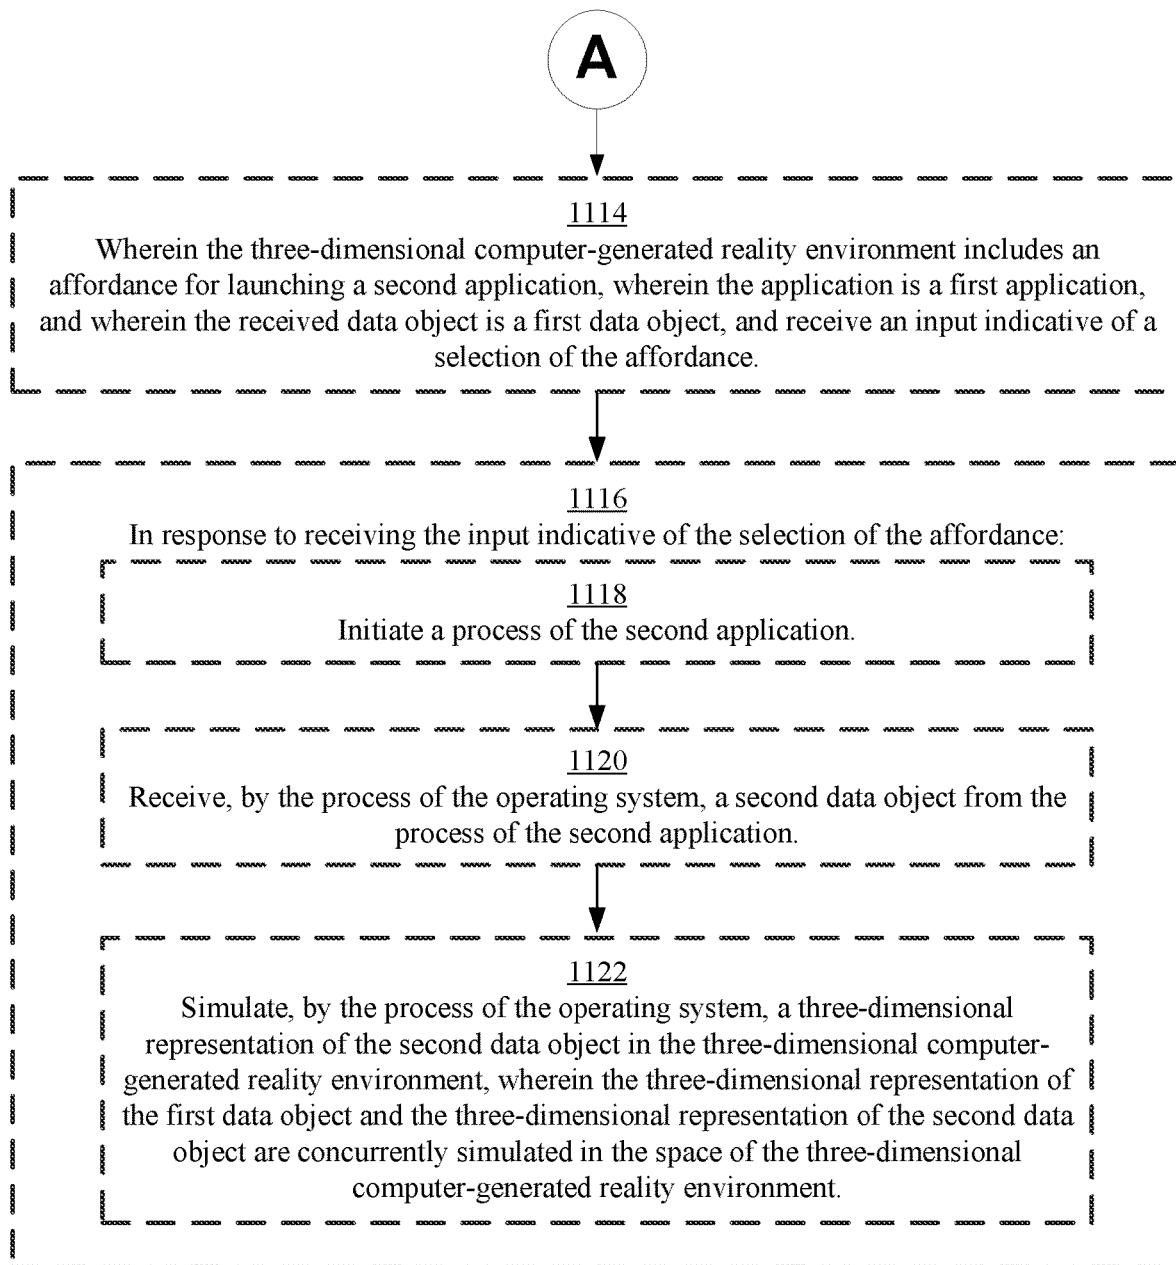 A
1114
Wherein the three-dimensional computer-generated reality environment includes an
affordance for launching a second application, wherein the application is a first application,
and wherein the received data object is a first data object, and receive an input indicative of a
selection of the affordance.
1116
In response to receiving the input indicative of the selection of the affordance:
1118
Initiate a process of the second application.
1120
Receive, by the process of the operating system, a second data object from the
process of the second application.
1122
Simulate, by the process of the operating system, a three-dimensional
representation of the second data object in the three-dimensional computer-
generated reality environment, wherein the three-dimensional representation of
the first data object and the three-dimensional representation of the second data
object are concurrently simulated in the space of the three-dimensional
computer-generated reality environment.